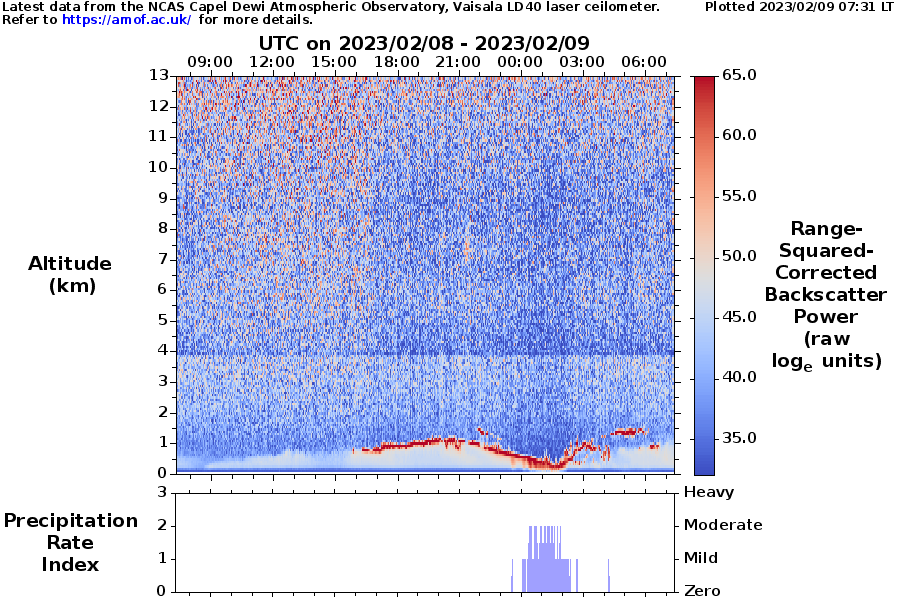 Latest data from the NCAS Capel Dewi Atmospheric Observatory, Vaisala LD40 laser ceilometer. Plotted 2023/02/09 07:31 LT
Refer to https://amof.ac.uk/ for more details.
UTC on 2023/02/08 - 2023/02/09
09:00 12:00 15:00 18:00 21:00 00:00 03:00 06:00
13
12
11
10
9
8
7
6
5
4
3
2
1
0
Altitude
(km)
65.0
60.0
55.0
50.0
45.0
40.0
35.0
Range-
Squared-
Corrected
Backscatter
Power
(raw
loge units)
Precipitation
Rate
Index
3
2
1
0
Heavy
Moderate
Mild
Zero